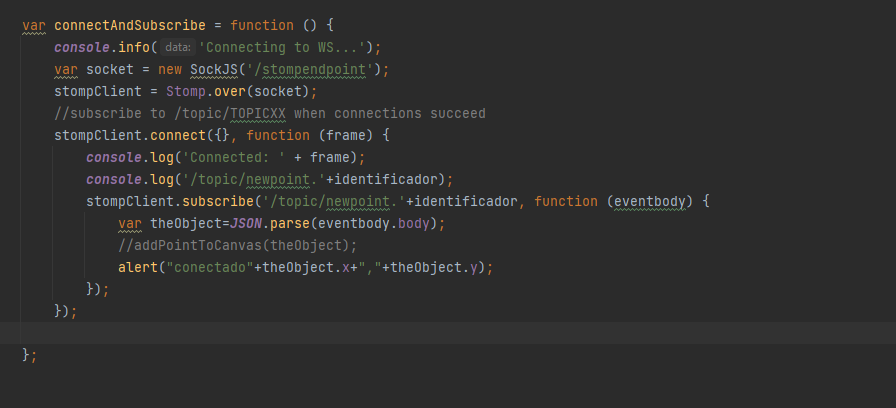 var connectAndSubscribe = function () {
console.info( data: 'Connecting to WS...');
var socket = new SockJS('/stompendpoint');
stompClient = Stomp.over(socket);
//subscribe to /topic/TOPICXX when connections succeed
stompClient.connect({}, function (frame) {
console.log('Connected: ' + frame);
console.log('/topic/newpoint.'+identificador);
stompClient.subscribe('/topic/newpoint.'+identificador, function (eventbody) {
var theObject=JSON.parse(eventbody.body);
//addPointToCanvas(theObject);
alert("conectado"+theObject.x+","+theObject.y);
});
});
};